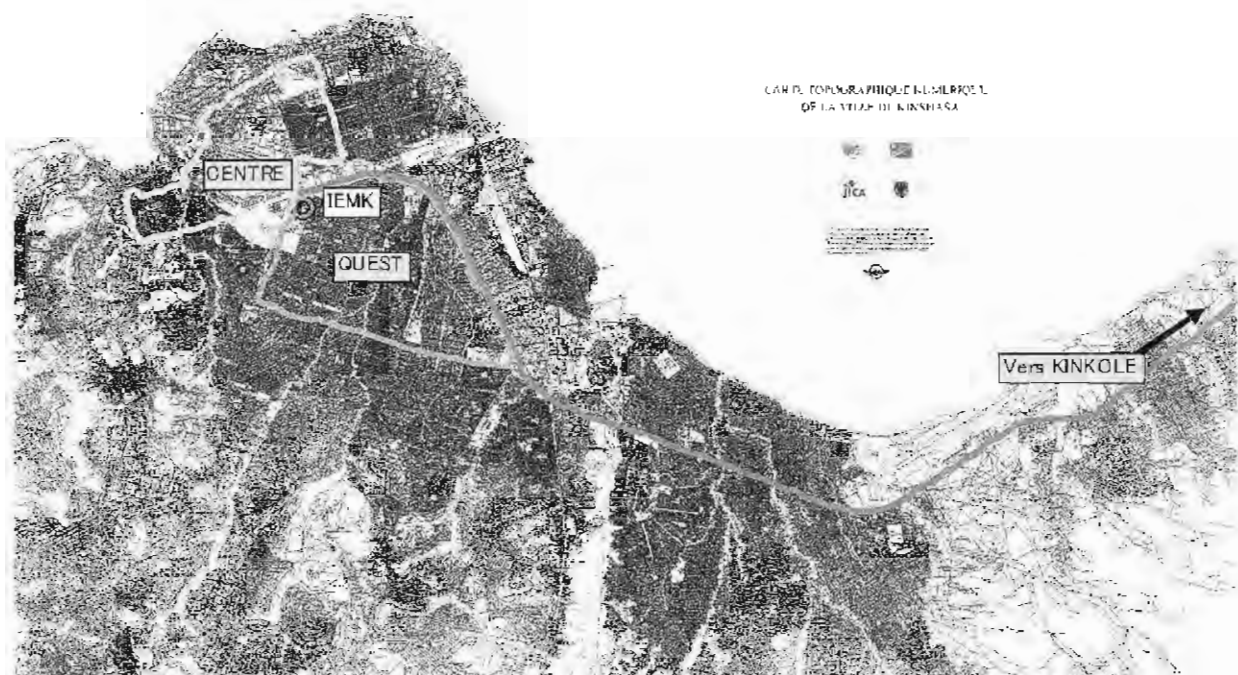 CARTE TOPOGRAPHIQUE NUMERIQUE
DE LA VILLE DE KINSHASA
jica
CENTRE
IEMK
OUEST
Vers KINKOLE